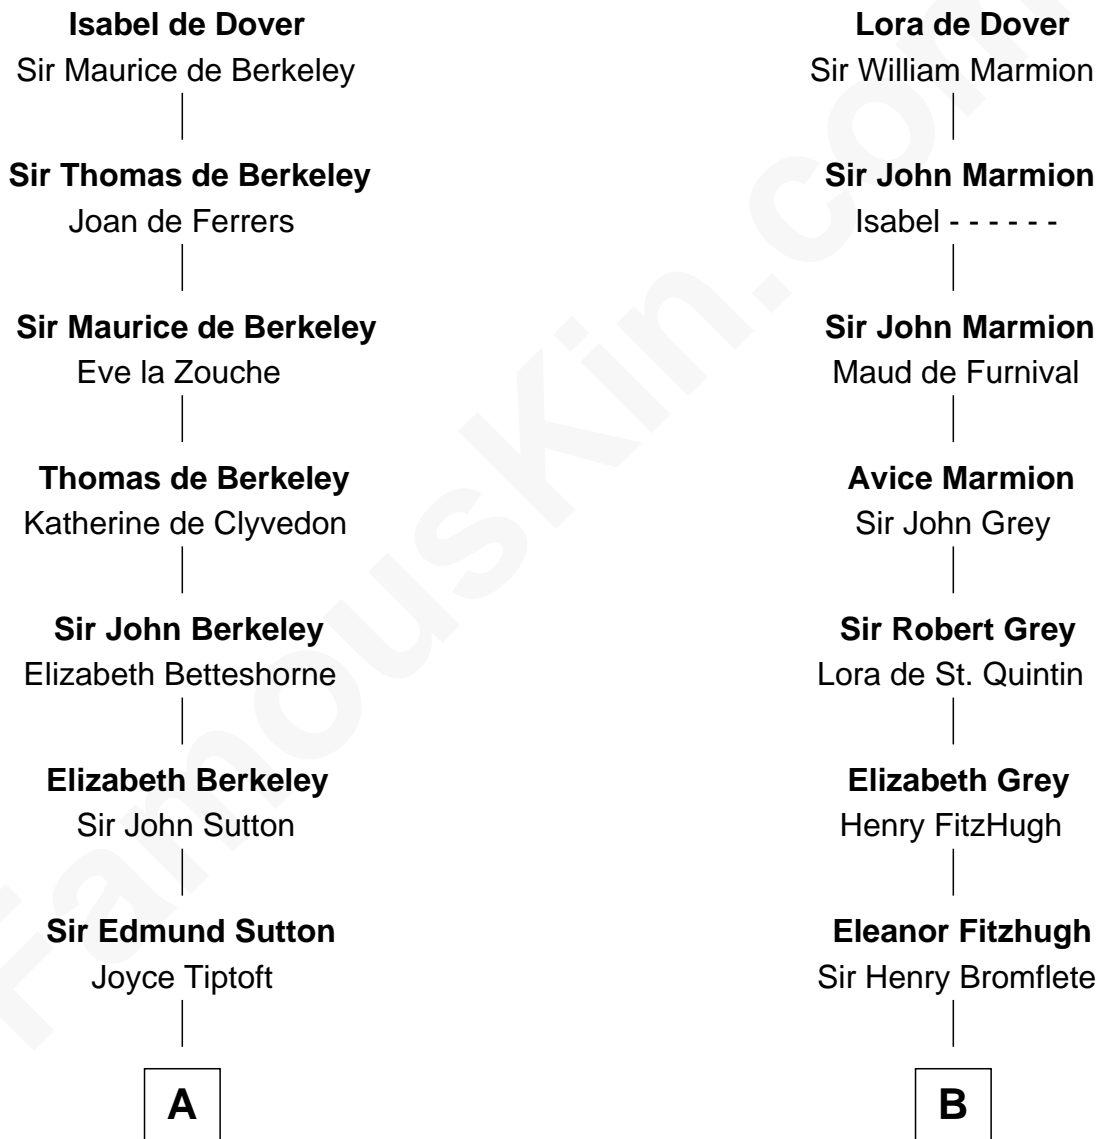 Isabel de Dover
Sir Maurice de Berkeley
Sir Thomas de Berkeley
Joan de Ferrers
Sir Maurice de Berkeley
Eve la Zouche
Thomas de Berkeley
Katherine de Clyvedon
Sir John Berkeley
Elizabeth Betteshorne
Elizabeth Berkeley
Sir John Sutton
Sir Edmund Sutton
Joyce Tiptoft
A
Lora de Dover
Sir William Marmion
Sir John Marmion
Isabel - - - - - -
Sir John Marmion
Maud de Furnival
Avice Marmion
Sir John Grey
Sir Robert Grey
Lora de St. Quintin
Elizabeth Grey
Henry FitzHugh
Eleanor Fitzhugh
Sir Henry Bromflete
B
FamousKin.com